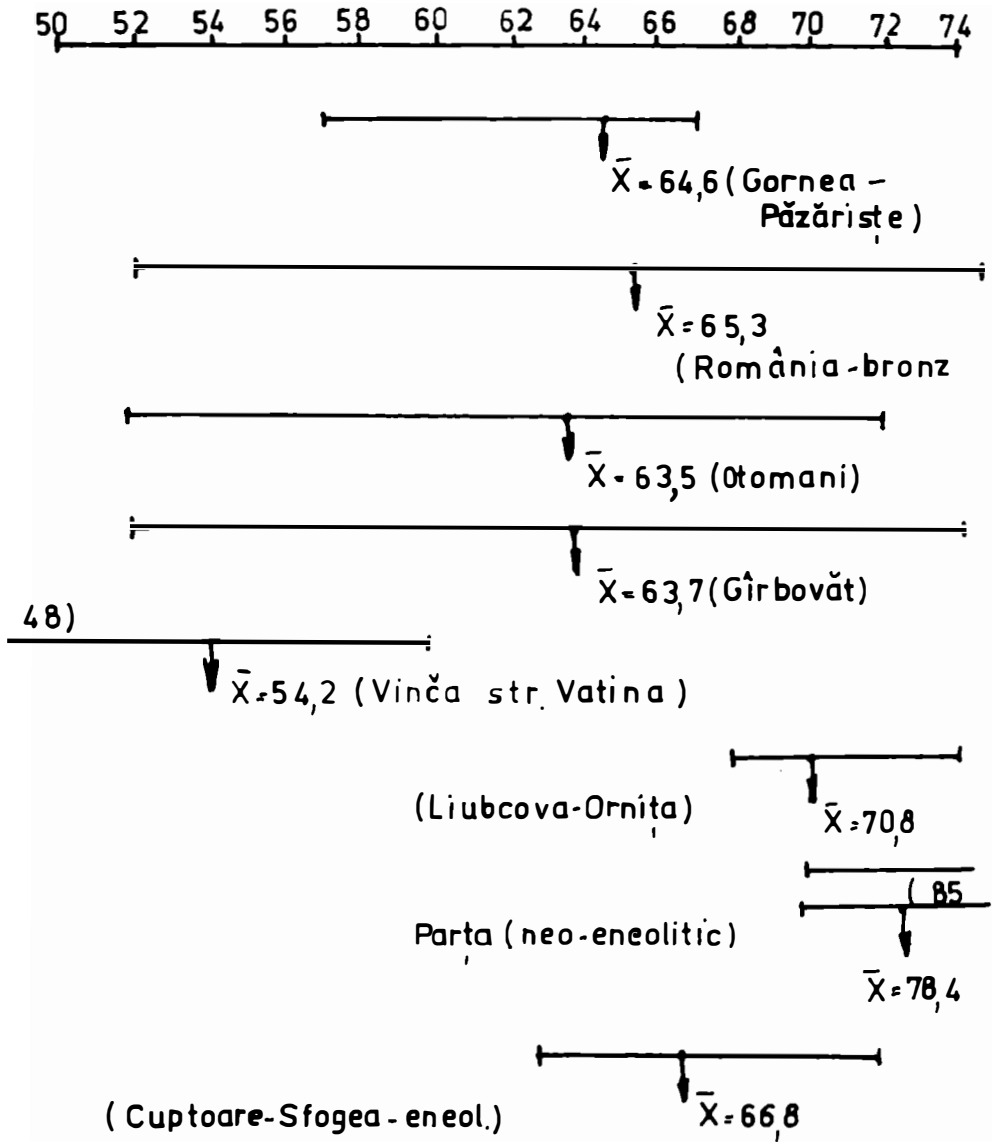 50 52 54 56 58 60 62 64 66 68 70 72 74
X̄=64,6 (Gornea-
Păzăriște)
X̄=65,3
(România-bronz
X̄=63,5 (Otomani)
X̄=63,7 (Gîrbovăt)
48)
X̄=54,2 (Vinča str. Vatina)
(Liubcova-Ornița)
X̄=70,8
( 85
Parța (neo-eneolitic)
X̄=78,4
(Cuptoare-Sfogea-eneol.)
X̄=66,8